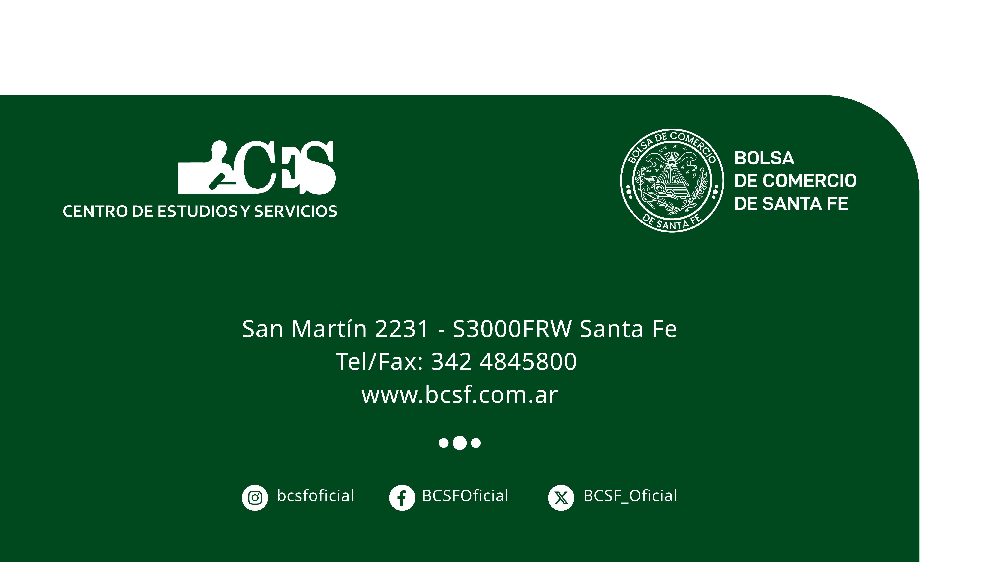 CES
CENTRO DE ESTUDIOS Y SERVICIOS
BOLSA DE COMERCIO
DE SANTA FE
BOLSA
DE COMERCIO
DE SANTA FE
San Martín 2231 - S3000FRW Santa Fe
Tel/Fax: 342 4845800
www.bcsf.com.ar
bcsfoficial
BCSFOficial
BCSF_Oficial